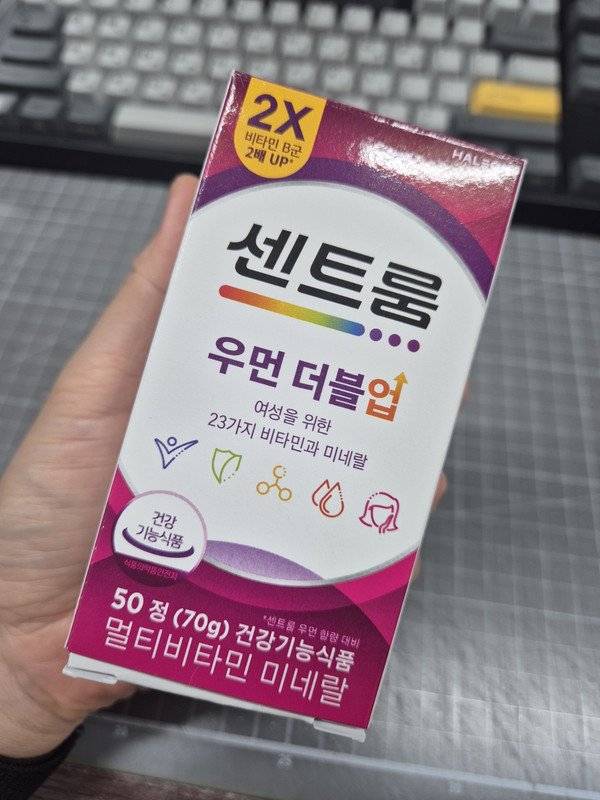 2X
비타민 B군
2배 UP*
센트룸
우먼 더블업
여성을 위한
23가지 비타민과 미네랄
건강
기능식품
식품의약품안전처
*센트룸 우먼 함량 대비
50 정 (70g) 건강기능식품
멀티비타민 미네랄